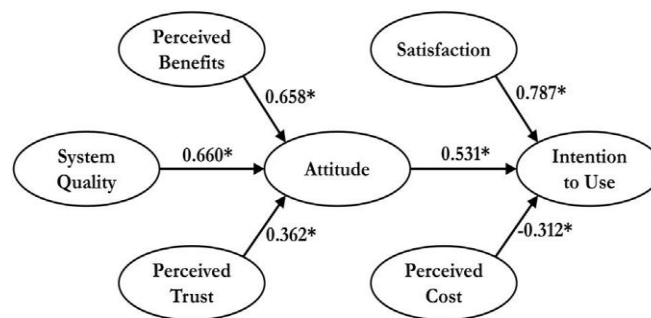 Perceived
Benefits
Satisfaction
0.658*
0.787*
System
Quality
0.660*
Attitude
0.531*
Intention
to Use
0.362*
-0.312*
Perceived
Trust
Perceived
Cost